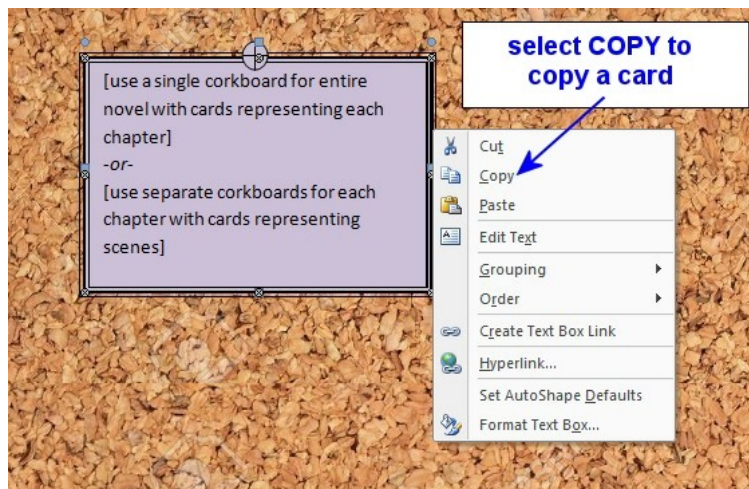 select COPY to
copy a card
[use a single corkboard for entire
novel with cards representing each
chapter]
-or-
[use separate corkboards for each
chapter with cards representing
scenes]
Cut
Copy
Paste
Edit Text
Grouping
Order
Create Text Box Link
Hyperlink...
Set AutoShape Defaults
Format Text Box...